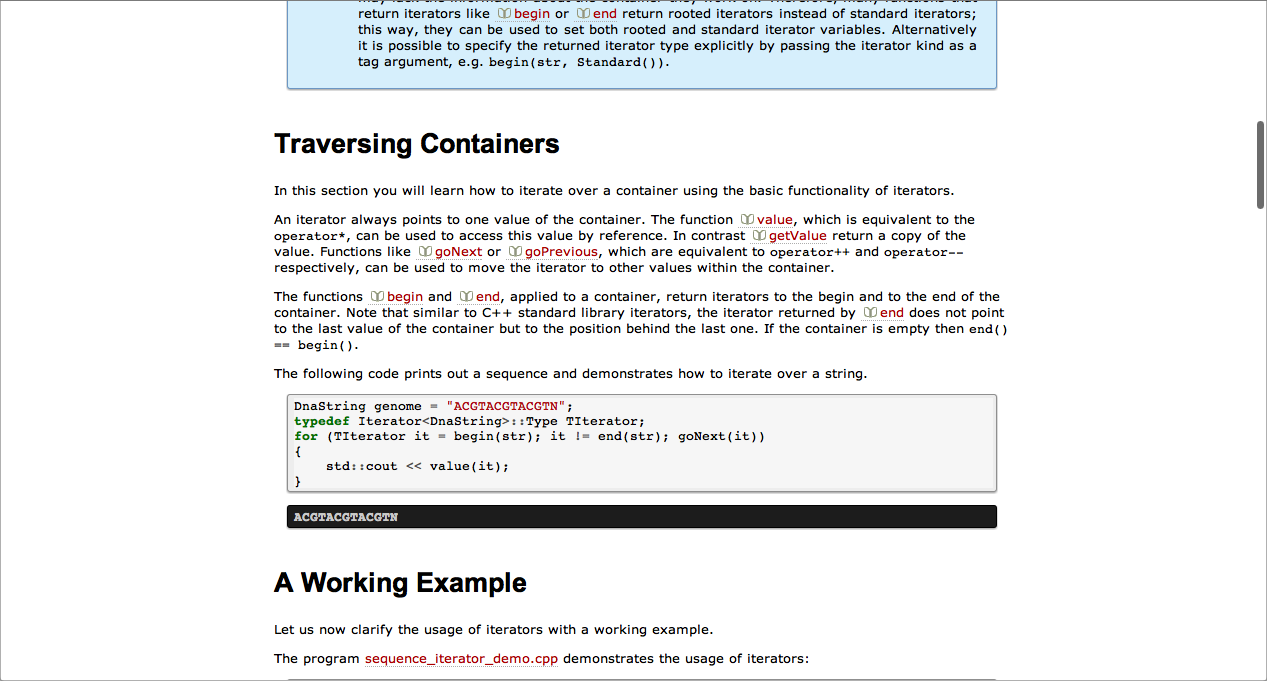 return iterators like begin or end return rooted iterators instead of standard iterators;
this way, they can be used to set both rooted and standard iterator variables. Alternatively
it is possible to specify the returned iterator type explicitly by passing the iterator kind as a
tag argument, e.g. begin(str, Standard()).
Traversing Containers
In this section you will learn how to iterate over a container using the basic functionality of iterators.
An iterator always points to one value of the container. The function value, which is equivalent to the
operator*, can be used to access this value by reference. In contrast getValue return a copy of the
value. Functions like goNext or goPrevious, which are equivalent to operator++ and operator--
respectively, can be used to move the iterator to other values within the container.
The functions begin and end, applied to a container, return iterators to the begin and to the end of the
container. Note that similar to C++ standard library iterators, the iterator returned by end does not point
to the last value of the container but to the position behind the last one. If the container is empty then end()
== begin().
The following code prints out a sequence and demonstrates how to iterate over a string.
DnaString genome = "ACGTACGTACGTN";
typedef Iterator<DnaString>::Type TIterator;
for (TIterator it = begin(str); it != end(str); goNext(it))
{
    std::cout << value(it);
}
ACGTACGTACGTN
A Working Example
Let us now clarify the usage of iterators with a working example.
The program sequence_iterator_demo.cpp demonstrates the usage of iterators: